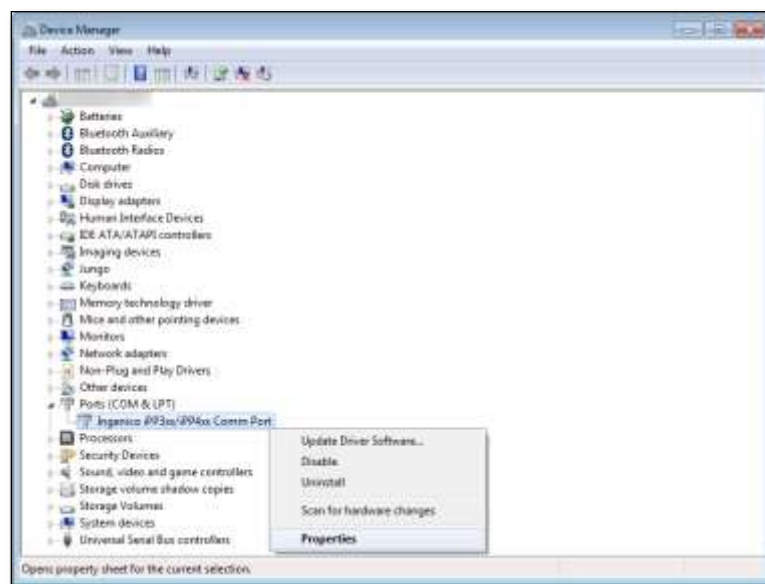 Device Manager
File Action View Help
Batteries
Bluetooth Auxiliary
Bluetooth Radios
Computer
Disk drives
Display adapters
Human Interface Devices
IDE ATA/ATAPI controllers
Imaging devices
Jungo
Keyboards
Memory technology driver
Mice and other pointing devices
Monitors
Network adapters
Non-Plug and Play Drivers
Other devices
Ports (COM & LPT)
Ingenico iPP3xx/iPP4xx Comm Port
Processors
Security Devices
Sound, video and game controllers
Storage volume shadow copies
Storage Volumes
System devices
Universal Serial Bus controllers
Update Driver Software...
Disable
Uninstall
Scan for hardware changes
Properties
Opens property sheet for the current selection.